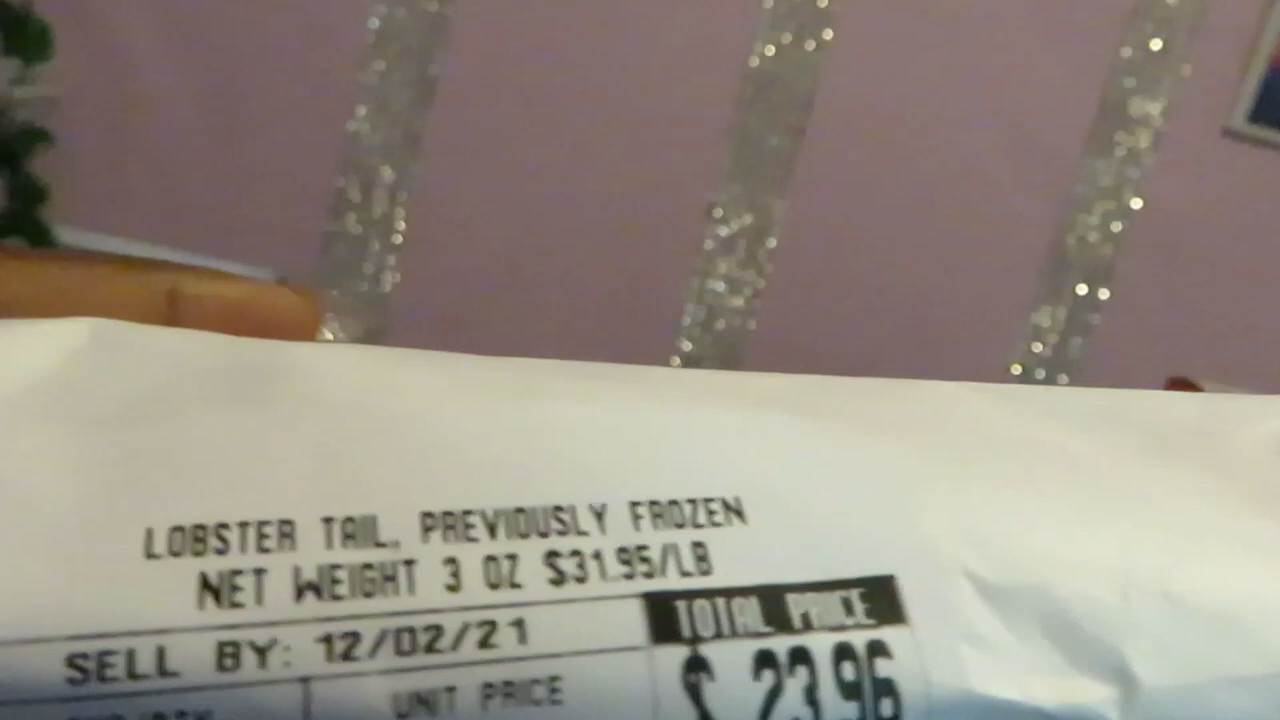 LOBSTER TAIL, PREVIOUSLY FROZEN
NET WEIGHT 3 OZ $31.95/LB
TOTAL PRICE
SELL BY: 12/02/21
$ 23.96
UNIT PRICE